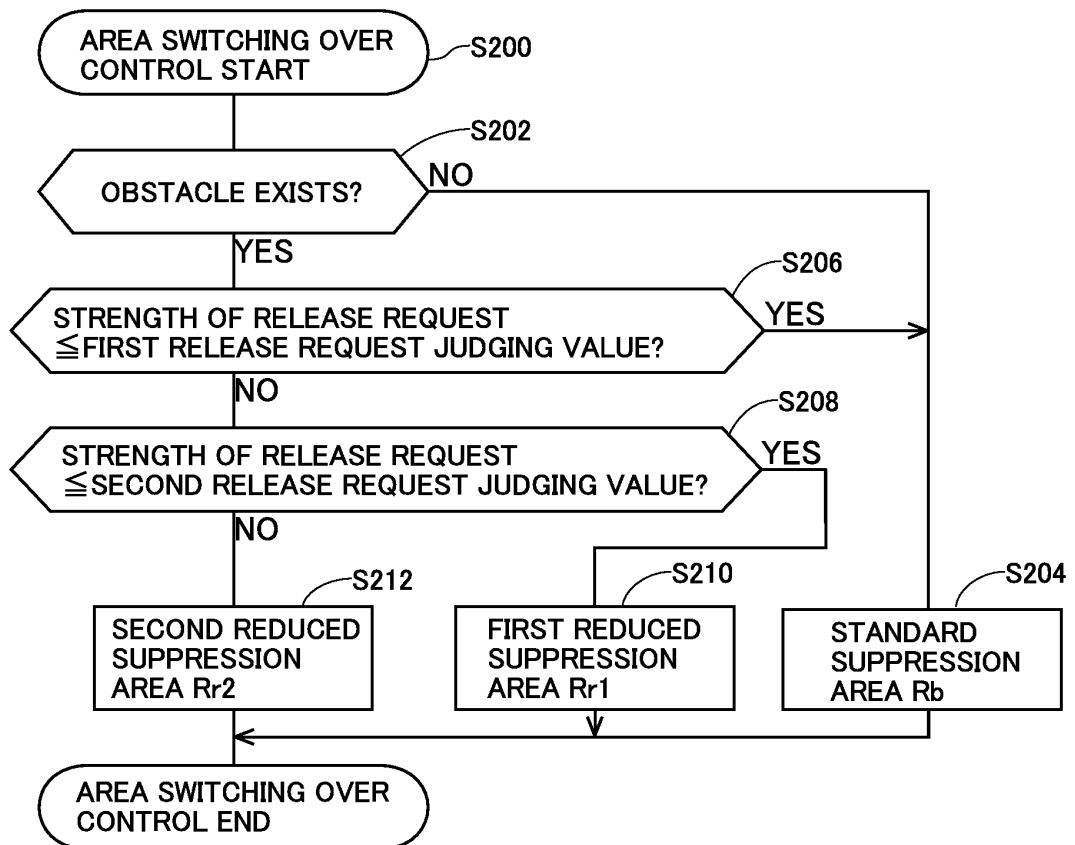 AREA SWITCHING OVER
CONTROL START
S200
S202
OBSTACLE EXISTS?
NO
YES
S206
STRENGTH OF RELEASE REQUEST
≦FIRST RELEASE REQUEST JUDGING VALUE?
YES
NO
S208
STRENGTH OF RELEASE REQUEST
≦SECOND RELEASE REQUEST JUDGING VALUE?
YES
NO
S212
SECOND REDUCED
SUPPRESSION
AREA Rr2
S210
FIRST REDUCED
SUPPRESSION
AREA Rr1
S204
STANDARD
SUPPRESSION
AREA Rb
AREA SWITCHING OVER
CONTROL END